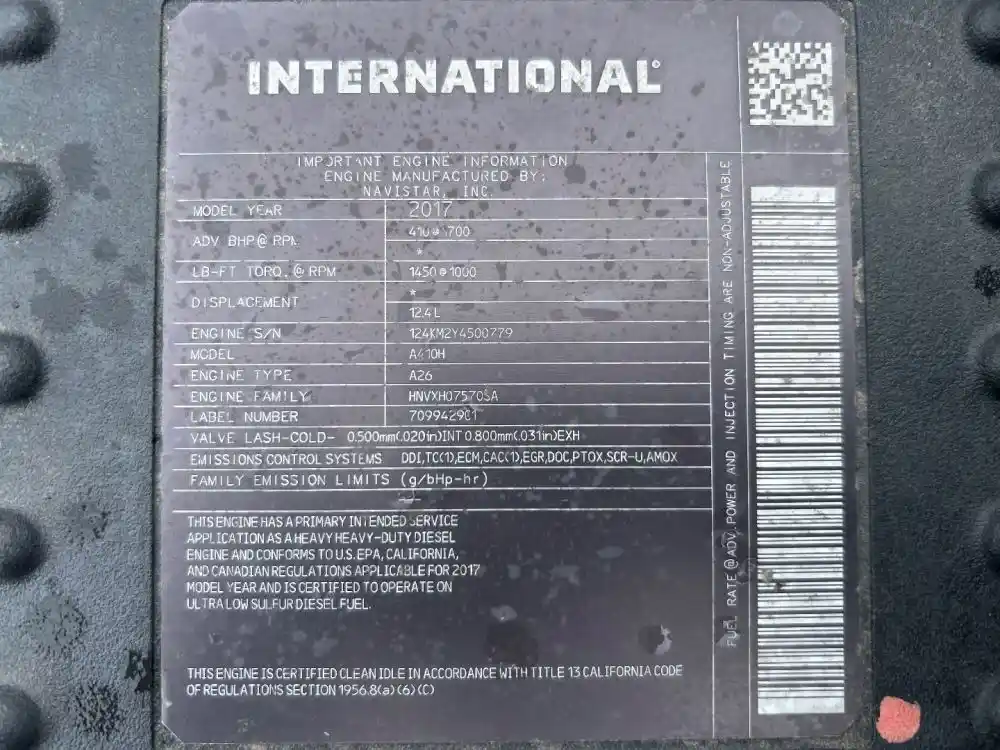 INTERNATIONAL®
IMPORTANT ENGINE INFORMATION
ENGINE MANUFACTURED BY:
NAVISTAR, INC.
MODEL YEAR 2017
ADV BHP@ RPM 410@1700
*
LB-FT TORQ. @ RPM 1450@1000
*
DISPLACEMENT 12.4L
ENGINE S/N 124KM2Y4500779
MODEL A410H
ENGINE TYPE A26
ENGINE FAMILY HNVXH07570SA
LABEL NUMBER 709942901
VALVE LASH-COLD- 0.500mm(.020in)INT 0.800mm(.031in)EXH
EMISSIONS CONTROL SYSTEMS DDI,TC(1),ECM,CAC(1),EGR,DOC,PTOX,SCR-U,AMOX
FAMILY EMISSION LIMITS (g/bHp-hr)
THIS ENGINE HAS A PRIMARY INTENDED SERVICE
APPLICATION AS A HEAVY HEAVY-DUTY DIESEL
ENGINE AND CONFORMS TO U.S.EPA, CALIFORNIA,
AND CANADIAN REGULATIONS APPLICABLE FOR 2017
MODEL YEAR AND IS CERTIFIED TO OPERATE ON
ULTRA LOW SULFUR DIESEL FUEL.
THIS ENGINE IS CERTIFIED CLEAN IDLE IN ACCORDANCE WITH TITLE 13 CALIFORNIA CODE
OF REGULATIONS SECTION 1956.8(a)(6)(C)
FUEL RATE @ ADV. POWER AND INJECTION TIMING ARE NON-ADJUSTABLE